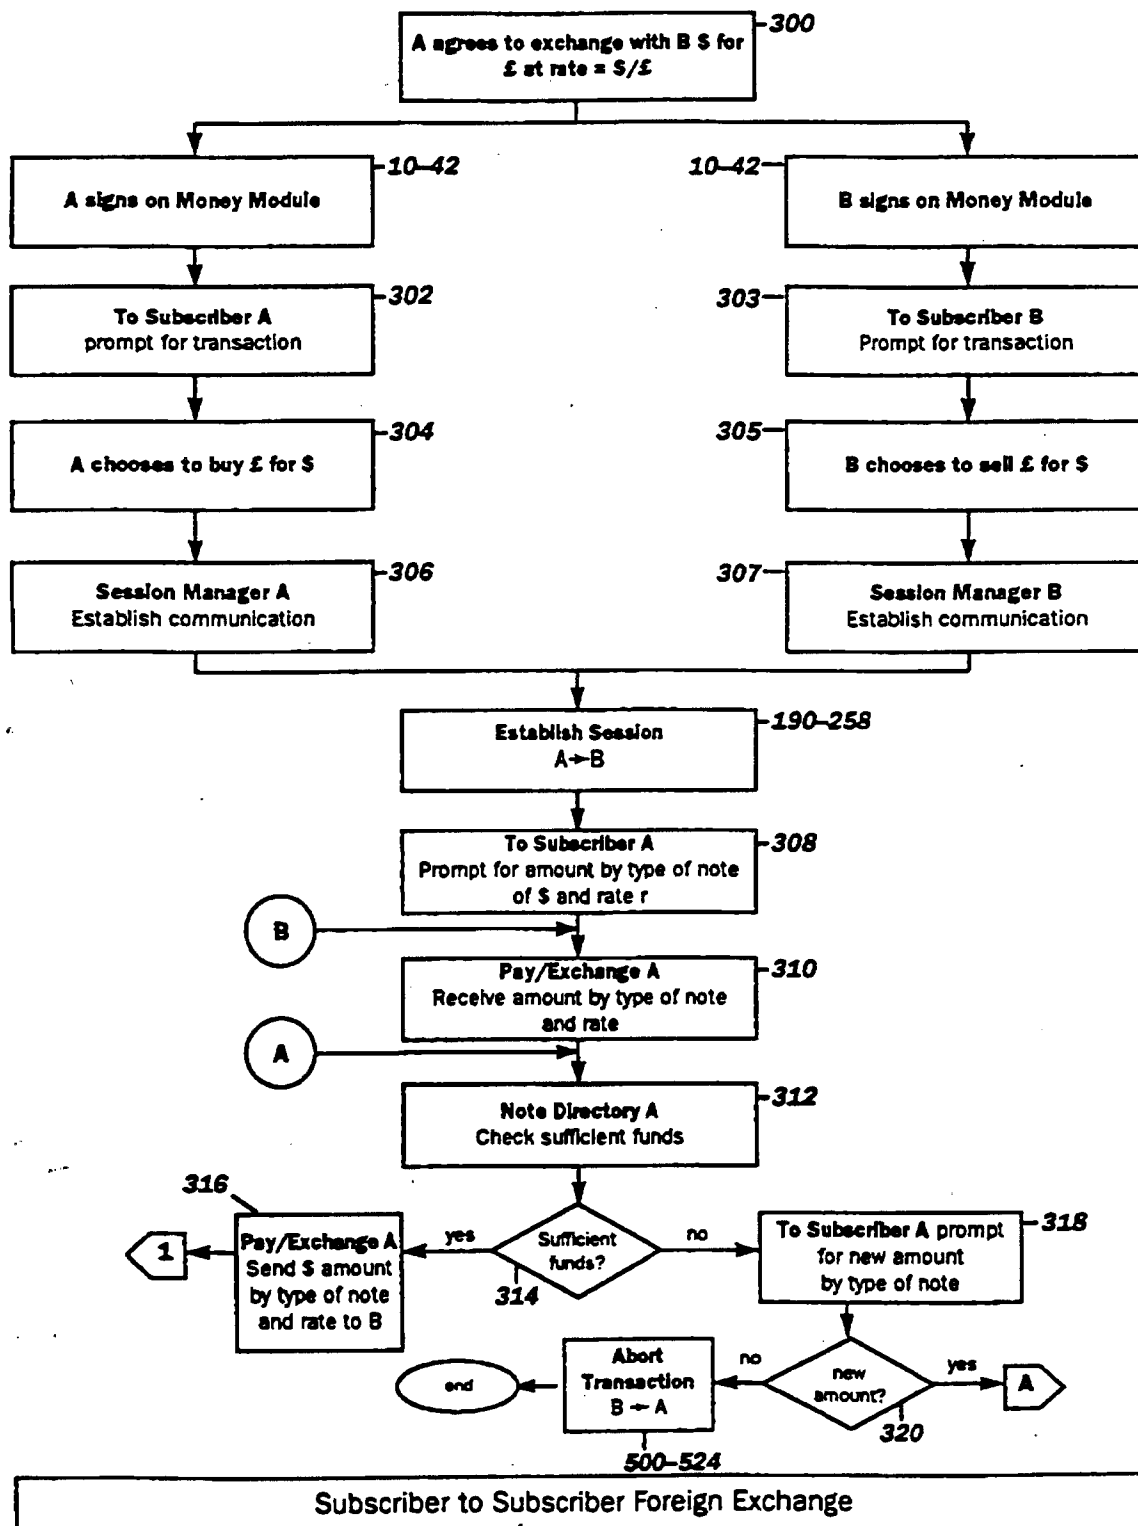 300
A agrees to exchange with B $ for
£ at rate = $/£
10–42
A signs on Money Module
10–42
B signs on Money Module
302
To Subscriber A
prompt for transaction
303
To Subscriber B
Prompt for transaction
304
A chooses to buy £ for $
305
B chooses to sell £ for $
306
Session Manager A
Establish communication
307
Session Manager B
Establish communication
190–258
Establish Session
A→B
308
To Subscriber A
Prompt for amount by type of note
of $ and rate r
B
310
Pay/Exchange A
Receive amount by type of note
and rate
A
312
Note Directory A
Check sufficient funds
316
1
Pay/Exchange A
Send $ amount
by type of note
and rate to B
yes
Sufficient
funds?
314
no
318
To Subscriber A prompt
for new amount
by type of note
end
Abort
Transaction
B → A
500–524
no
new
amount?
320
yes
A
Subscriber to Subscriber Foreign Exchange